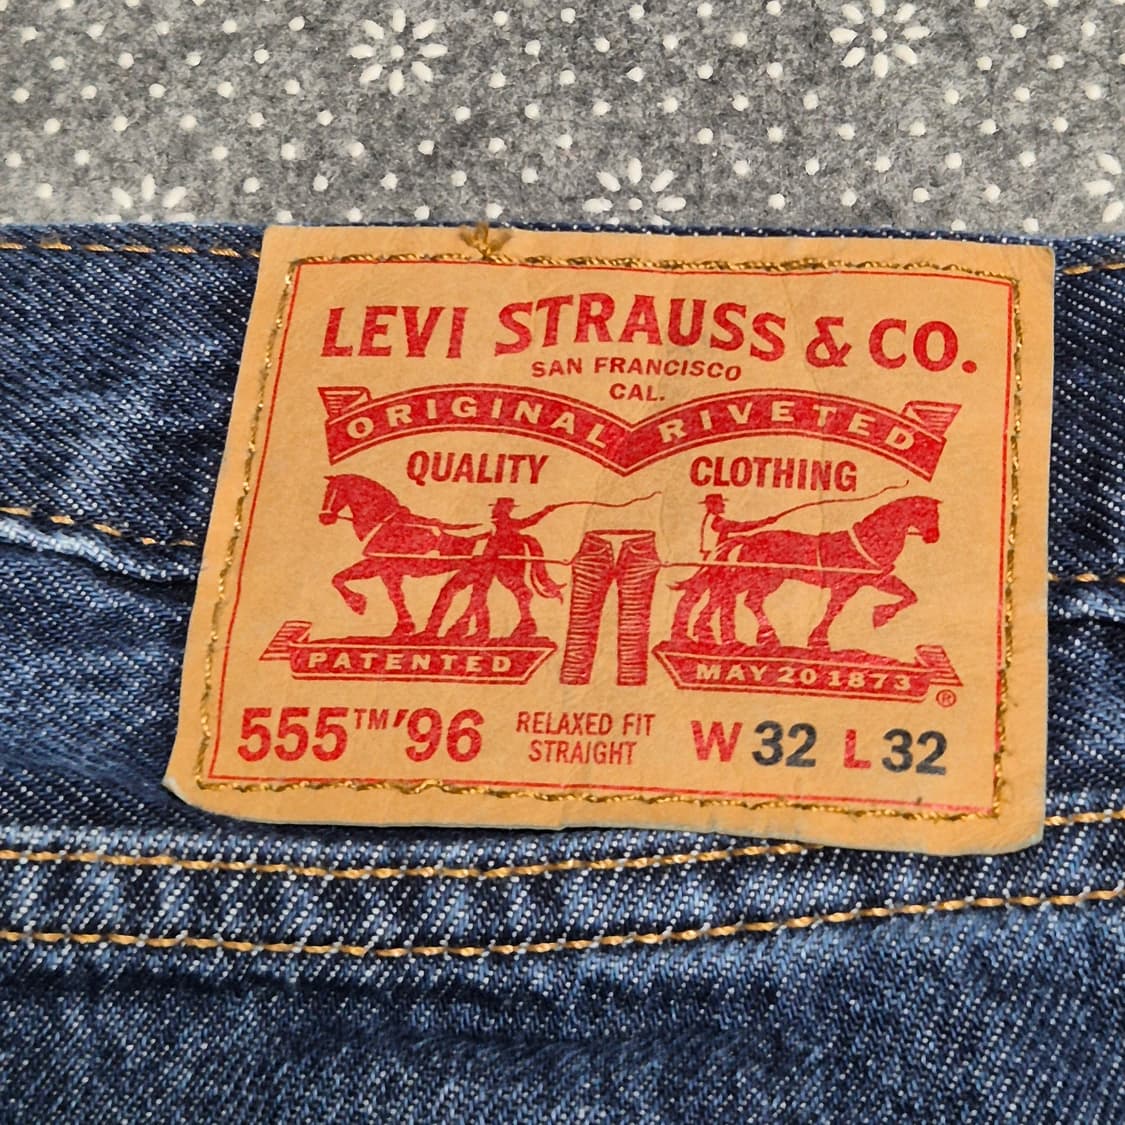 LEVI STRAUSS & CO.
SAN FRANCISCO
CAL.
ORIGINAL RIVETED
QUALITY CLOTHING
PATENTED MAY 20 1873 ®
555™'96 RELAXED FIT STRAIGHT W 32 L 32